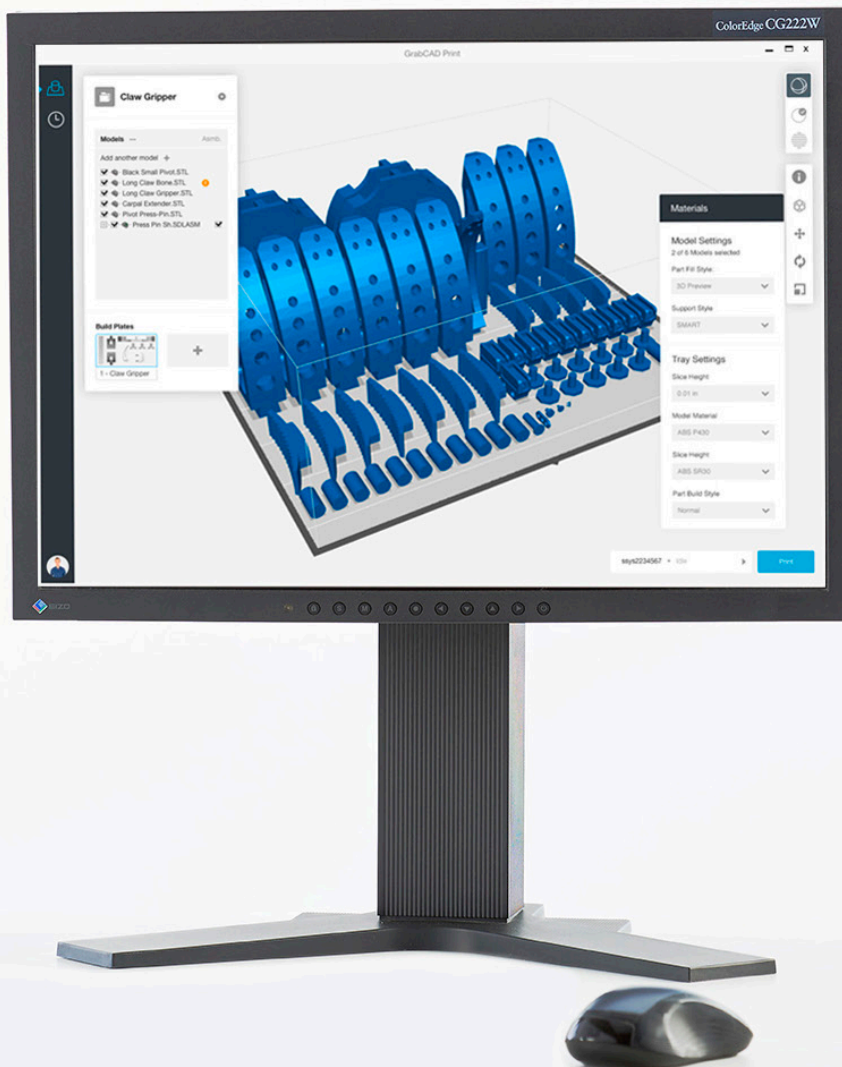 ColorEdge CG222W
GrabCAD Print
Claw Gripper
Models
Asmb.
Add another model +
Black Small Pivot.STL
Long Claw Bone.STL
Long Claw Gripper.STL
Carpal Extender.STL
Pivot Press-Pin.STL
Press Pin Sh.SDLASM
Build Plates
1 - Claw Gripper
Materials
Model Settings
2 of 6 Models selected
Part Fill Style:
3D Preview
Support Style
SMART
Tray Settings
Slice Height
0.01 in
Model Material
ABS P430
Slice Height
ABS SR30
Part Build Style
Normal
ssys2234567 • Idle
Print
EIZO